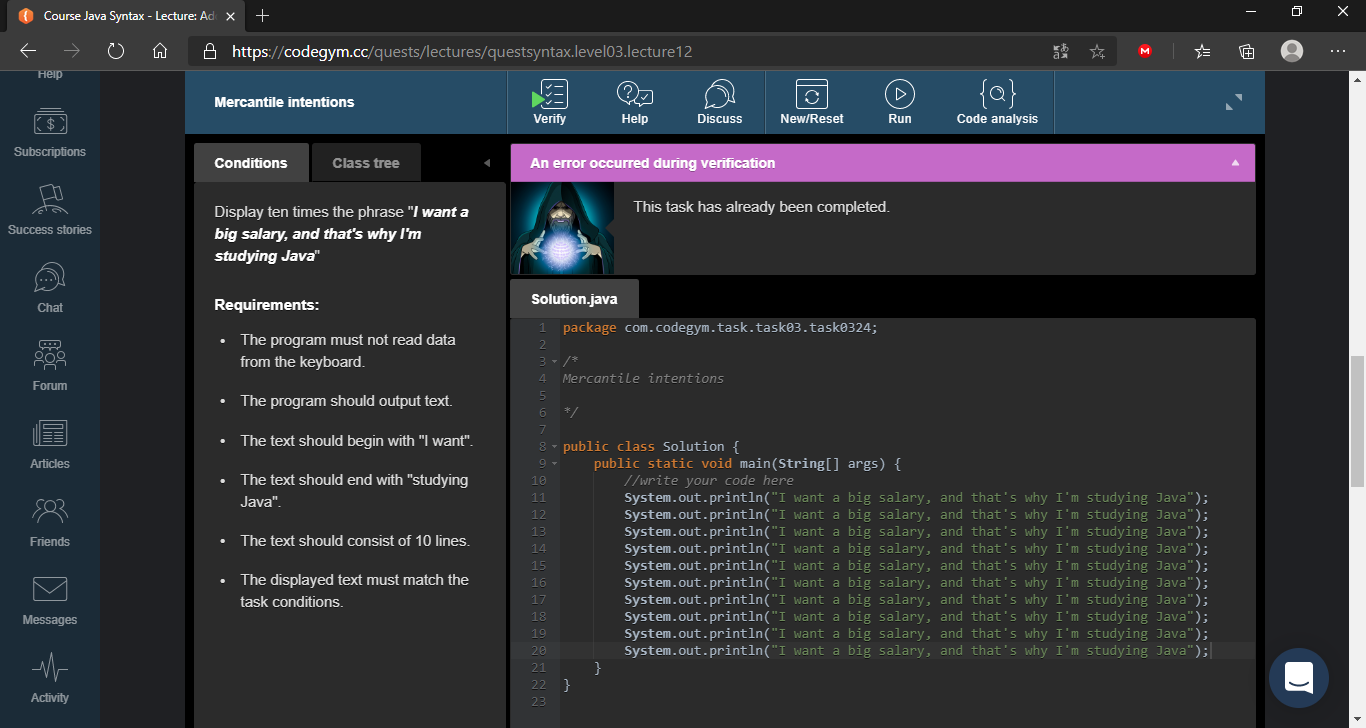 Course Java Syntax - Lecture: Ad
https://codegym.cc/quests/lectures/questsyntax.level03.lecture12
Help
Subscriptions
Success stories
Chat
Forum
Articles
Friends
Messages
Activity
Mercantile intentions
Verify
Help
Discuss
New/Reset
Run
Code analysis
Conditions
Class tree
Display ten times the phrase "I want a
big salary, and that's why I'm
studying Java"
Requirements:
• The program must not read data
from the keyboard.
• The program should output text.
• The text should begin with "I want".
• The text should end with "studying
Java".
• The text should consist of 10 lines.
• The displayed text must match the
task conditions.
An error occurred during verification
This task has already been completed.
Solution.java
1 package com.codegym.task.task03.task0324;
2
3 /*
4 Mercantile intentions
5
6 */
7
8 public class Solution {
9 public static void main(String[] args) {
10 //write your code here
11 System.out.println("I want a big salary, and that's why I'm studying Java");
12 System.out.println("I want a big salary, and that's why I'm studying Java");
13 System.out.println("I want a big salary, and that's why I'm studying Java");
14 System.out.println("I want a big salary, and that's why I'm studying Java");
15 System.out.println("I want a big salary, and that's why I'm studying Java");
16 System.out.println("I want a big salary, and that's why I'm studying Java");
17 System.out.println("I want a big salary, and that's why I'm studying Java");
18 System.out.println("I want a big salary, and that's why I'm studying Java");
19 System.out.println("I want a big salary, and that's why I'm studying Java");
20 System.out.println("I want a big salary, and that's why I'm studying Java");
21 }
22 }
23